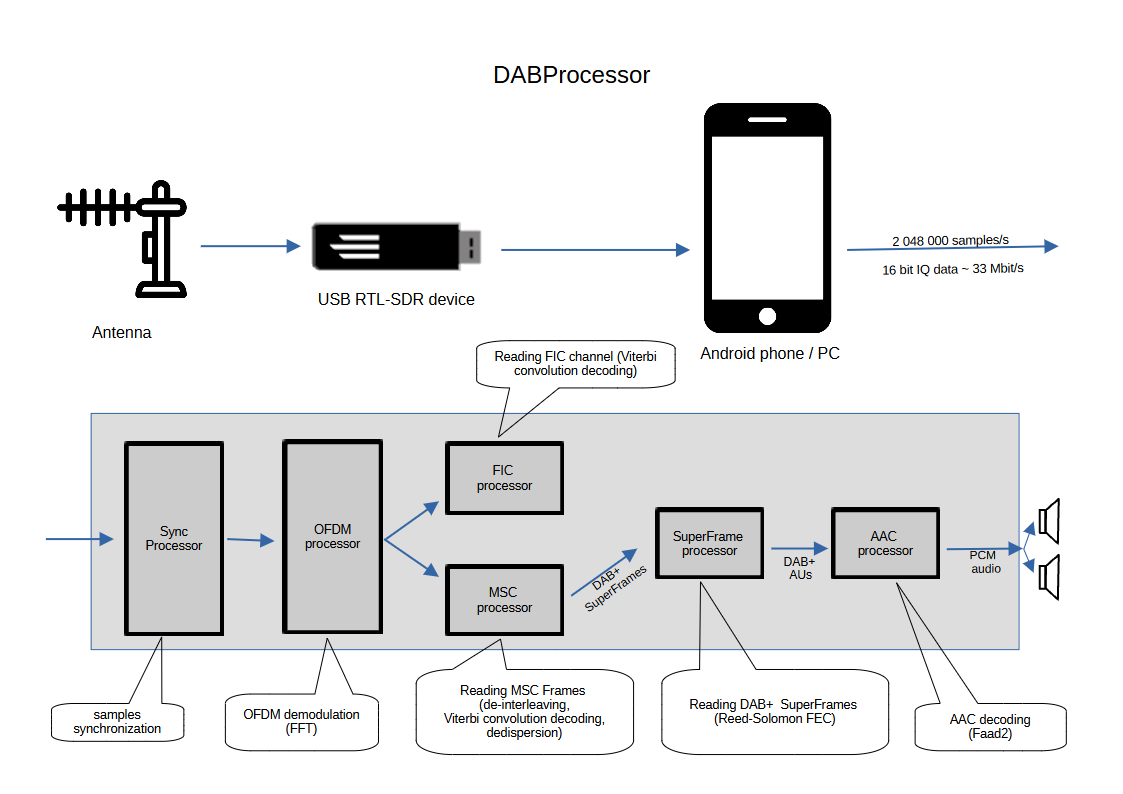 DABProcessor
2 048 000 samples/s
16 bit IQ data ~ 33 Mbit/s
USB RTL-SDR device
Antenna
Android phone / PC
Reading FIC channel (Viterbi
convolution decoding)
Sync
Processor
OFDM
processor
FIC
processor
MSC
processor
DAB+
SuperFrames
SuperFrame
processor
DAB+
AUs
AAC
processor
PCM
audio
samples
synchronization
OFDM demodulation
(FFT)
Reading MSC Frames
(de-interleaving,
Viterbi convolution decoding,
dedispersion)
Reading DAB+  SuperFrames
(Reed-Solomon FEC)
AAC decoding
(Faad2)